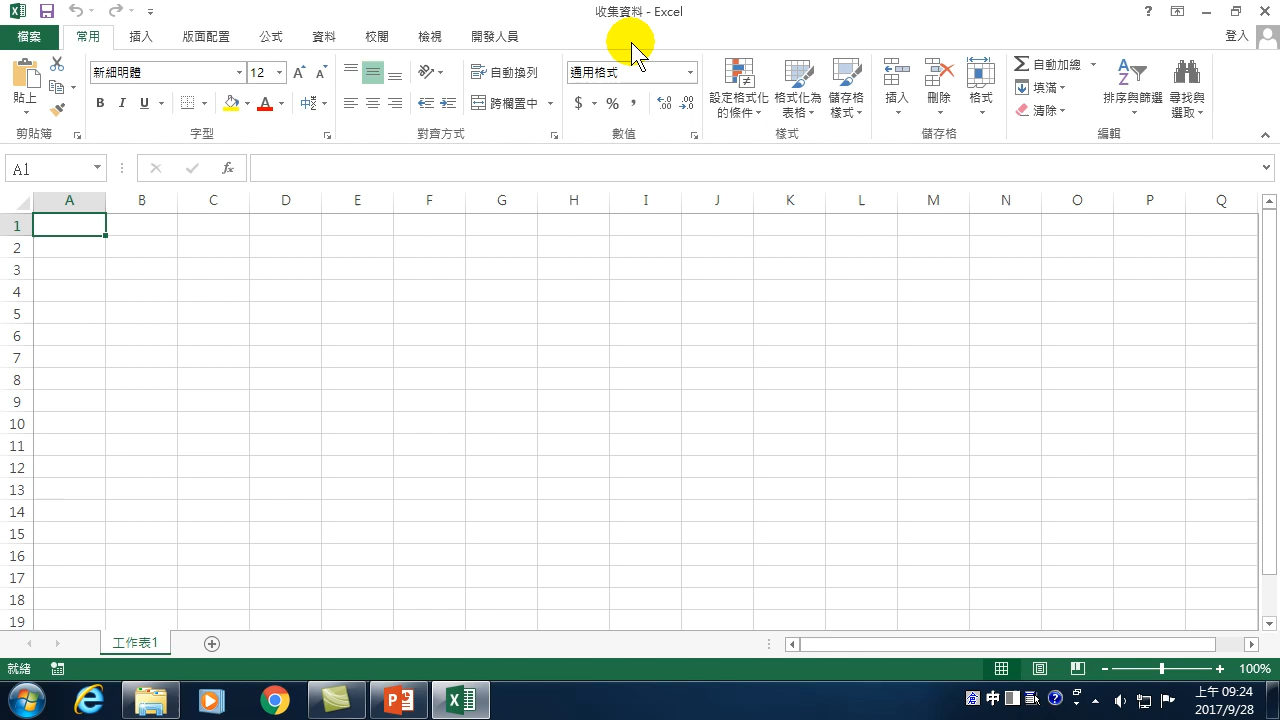 收集資料 - Excel
檔案 常用 插入 版面配置 公式 資料 校閱 檢視 開發人員 登入
新細明體 12 自動換列 通用格式 自動加總
貼上 設定格式化的條件 格式化為表格 儲存格樣式 插入 刪除 格式 填滿 排序與篩選 尋找與選取
B I U A 中 跨欄置中 $ % , 清除
剪貼簿 字型 對齊方式 數值 樣式 儲存格 編輯
A1 fx
A B C D E F G H I J K L M N O P Q
1
2
3
4
5
6
7
8
9
10
11
12
13
14
15
16
17
18
19
工作表1
就緒 100%
中 上午 09:24
2017/9/28